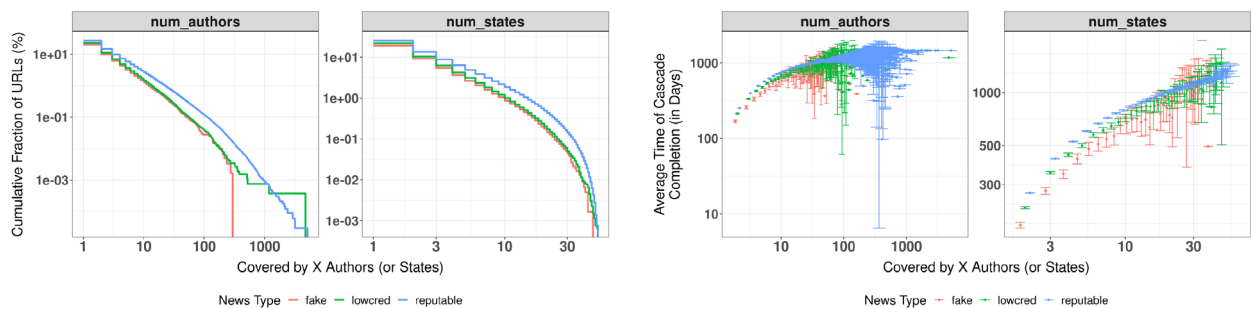 num_authors
num_states
Cumulative Fraction of URLs (%)
1e+01
1e-01
1e-03
1e+01
1e+00
1e-01
1e-02
1e-03
1 10 100 1000
1 3 10 30
Covered by X Authors (or States)
News Type fake lowcred reputable
num_authors
num_states
Average Time of Cascade
Completion (in Days)
1000
100
10
1000
500
300
10 100 1000
3 10 30
Covered by X Authors (or States)
News Type fake lowcred reputable